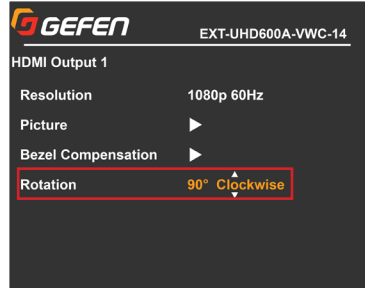 GEFEN
EXT-UHD600A-VWC-14
HDMI Output 1
Resolution 1080p 60Hz
Picture
Bezel Compensation
Rotation 90° Clockwise